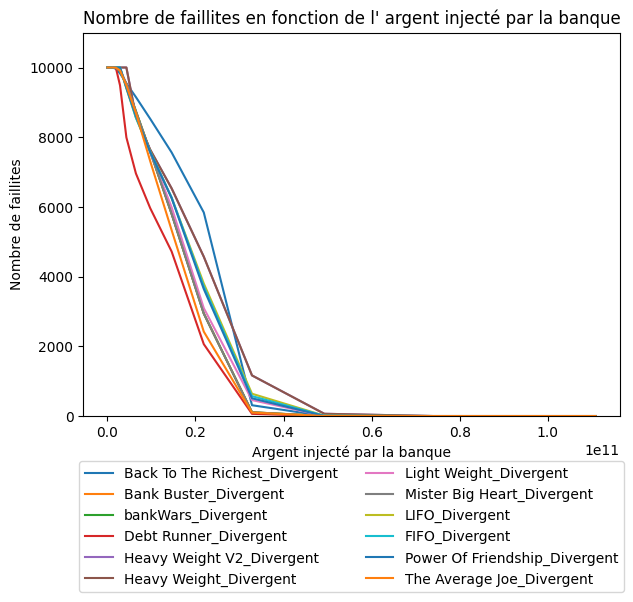 Nombre de faillites en fonction de l' argent injecté par la banque
Nombre de faillites
10000
8000
6000
4000
2000
0
0.0 0.2 0.4 0.6 0.8 1.0
1e11
Argent injecté par la banque
Back To The Richest_Divergent
Bank Buster_Divergent
bankWars_Divergent
Debt Runner_Divergent
Heavy Weight V2_Divergent
Heavy Weight_Divergent
Light Weight_Divergent
Mister Big Heart_Divergent
LIFO_Divergent
FIFO_Divergent
Power Of Friendship_Divergent
The Average Joe_Divergent